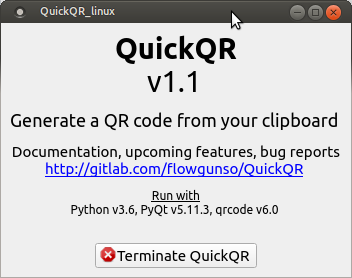 QuickQR_linux
QuickQR
v1.1
Generate a QR code from your clipboard
Documentation, upcoming features, bug reports
http://gitlab.com/flowgunso/QuickQR
Run with
Python v3.6, PyQt v5.11.3, qrcode v6.0
Terminate QuickQR